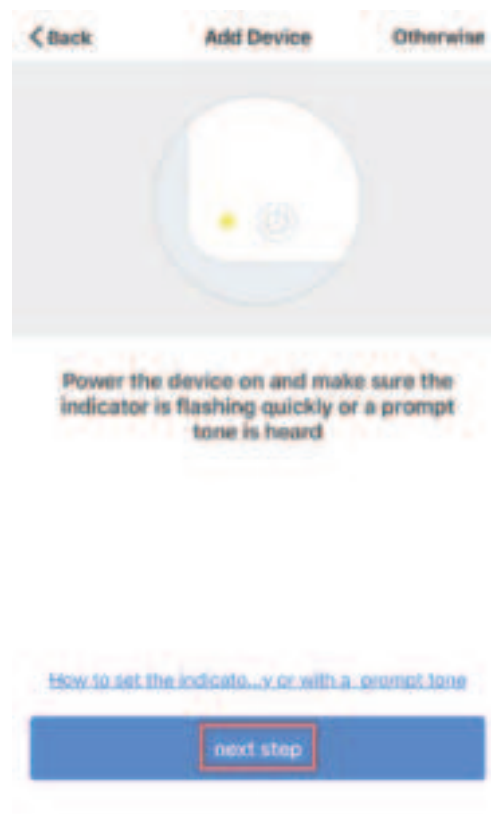 Back Add Device Otherwise
Power the device on and make sure the
indicator is flashing quickly or a prompt
tone is heard
How to set the indicato...y or with a prompt tone
next step